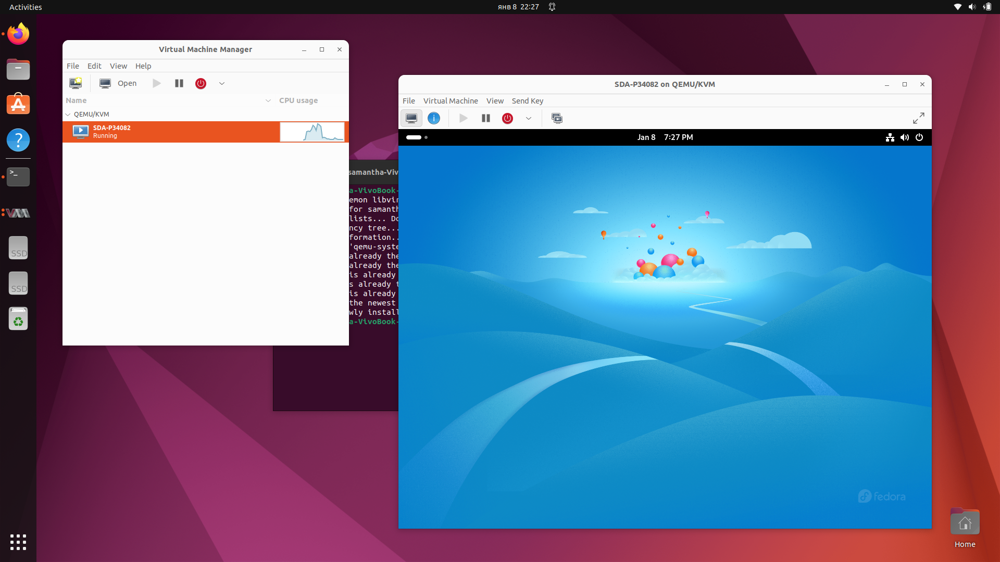 Activities
янв 8 22:27
Virtual Machine Manager
File Edit View Help
Open
Name CPU usage
QEMU/KVM
SDA-P34082
Running
samantha-Viv
a-VivoBook-
emon libvir
for samanth
lists... Do
ncy tree...
formation..
'qemu-syste
already the
already the
is already
s already t
is already
the newest
wly install
a-VivoBook-
SDA-P34082 on QEMU/KVM
File Virtual Machine View Send Key
Jan 8 7:27 PM
fedora
SSD
SSD
Home